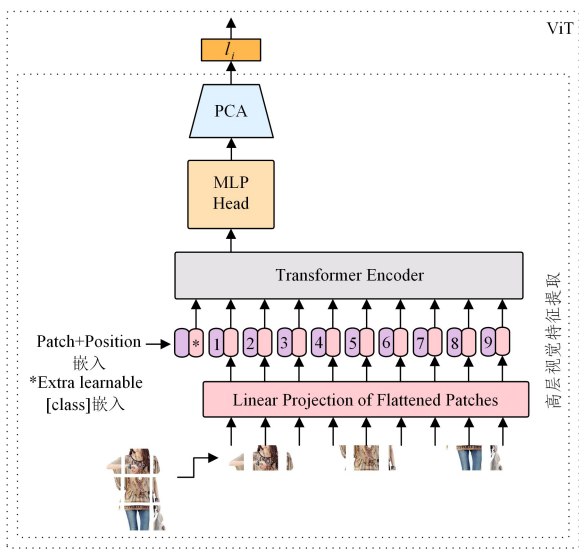 ViT
l_i
PCA
MLP
Head
Transformer Encoder
高层视觉特征提取
* 1 2 3 4 5 6 7 8 9
Patch+Position
嵌入
*Extra learnable
[class]嵌入
Linear Projection of Flattened Patches